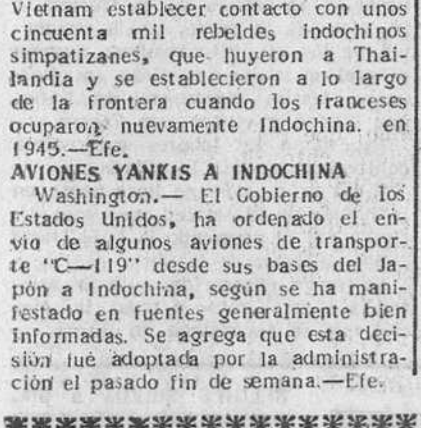 Vietnam establecer contacto con unos
cincuenta mil rebeldes indochinos
simpatizanes, que huyeron a Thai-
landia y se establecieron a lo largo
de la frontera cuando los franceses
ocuparon, nuevamente Indochina. en
1945.—Efe.
AVIONES YANKIS A INDOCHINA
Washington.— El Gobierno de los
Estados Unidos, ha ordenado el en-
vío de algunos aviones de transpor-
te "C—119" desde sus bases del Ja-
pón a Indochina, según se ha mani-
festado en fuentes generalmente bien
informadas. Se agrega que esta deci-
sión fué adoptada por la administra-
ción el pasado fin de semana.—Efe.